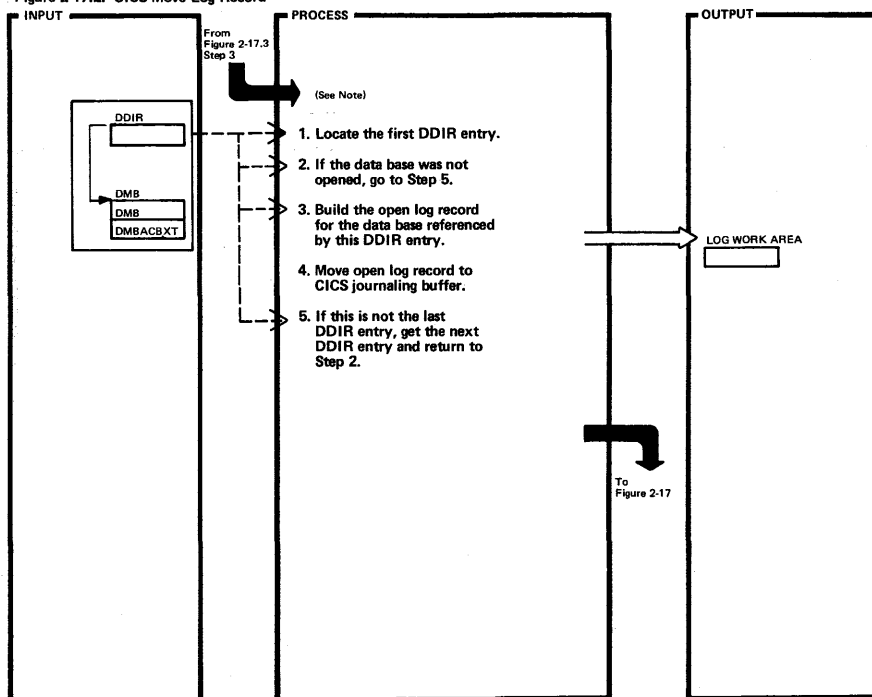 CICS Move Log Record
INPUT
PROCESS
OUTPUT
From
Figure 2-17.3
Step 3
(See Note)
DDIR
DMB
DMB
DMBACBXT
1. Locate the first DDIR entry.
2. If the data base was not
opened, go to Step 5.
3. Build the open log record
for the data base referenced
by this DDIR entry.
4. Move open log record to
CICS journaling buffer.
5. If this is not the last
DDIR entry, get the next
DDIR entry and return to
Step 2.
LOG WORK AREA
To
Figure 2-17